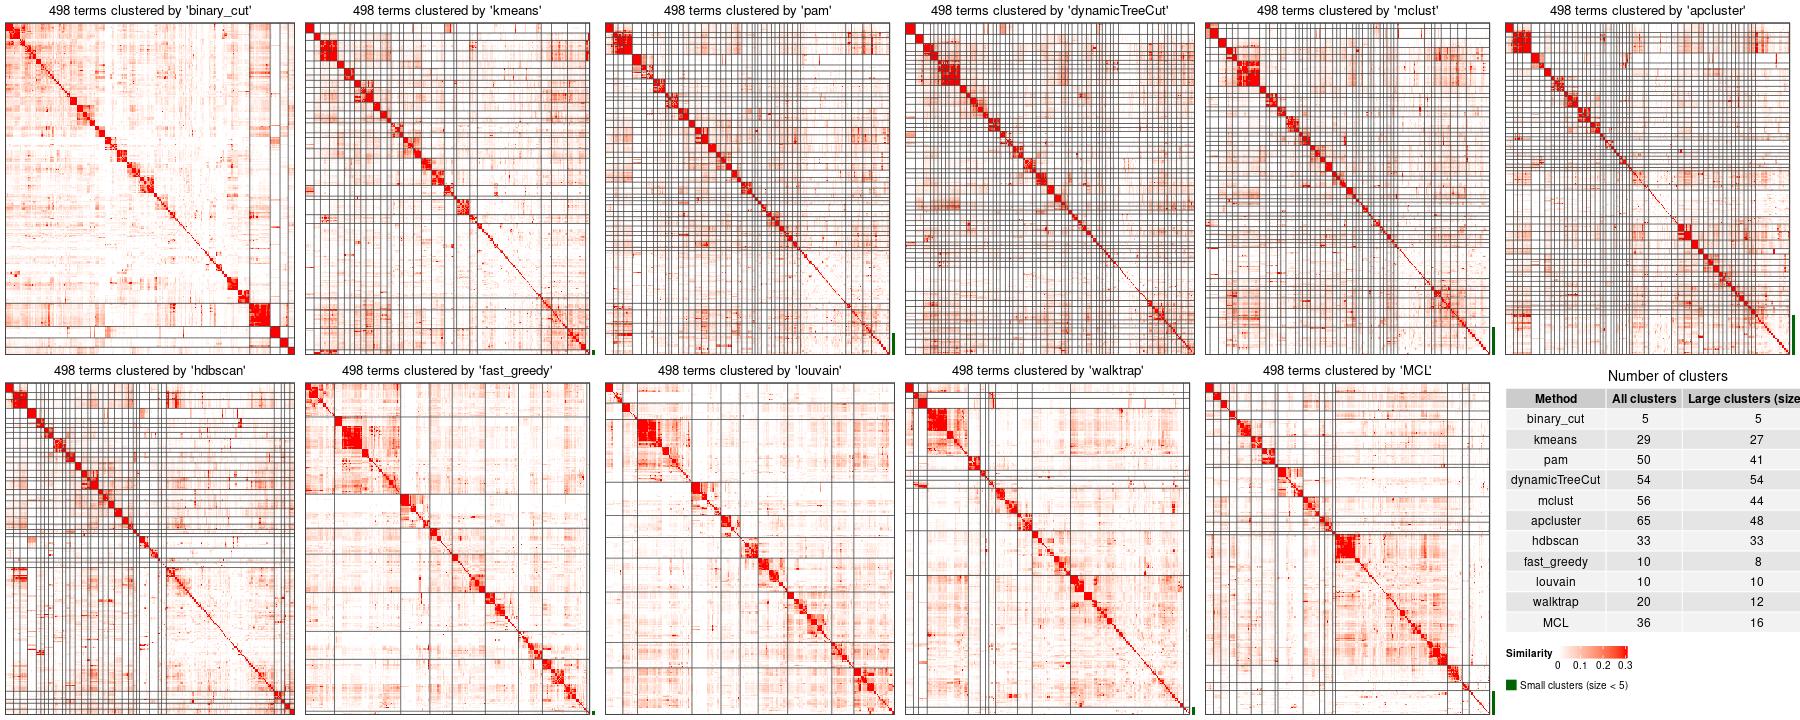 498 terms clustered by 'binary_cut'
498 terms clustered by 'kmeans'
498 terms clustered by 'pam'
498 terms clustered by 'dynamicTreeCut'
498 terms clustered by 'mclust'
498 terms clustered by 'apcluster'
498 terms clustered by 'hdbscan'
498 terms clustered by 'fast_greedy'
498 terms clustered by 'louvain'
498 terms clustered by 'walktrap'
498 terms clustered by 'MCL'
Number of clusters
Method All clusters Large clusters (size
binary_cut 5 5
kmeans 29 27
pam 50 41
dynamicTreeCut 54 54
mclust 56 44
apcluster 65 48
hdbscan 33 33
fast_greedy 10 8
louvain 10 10
walktrap 20 12
MCL 36 16
Similarity
0 0.1 0.2 0.3
Small clusters (size < 5)